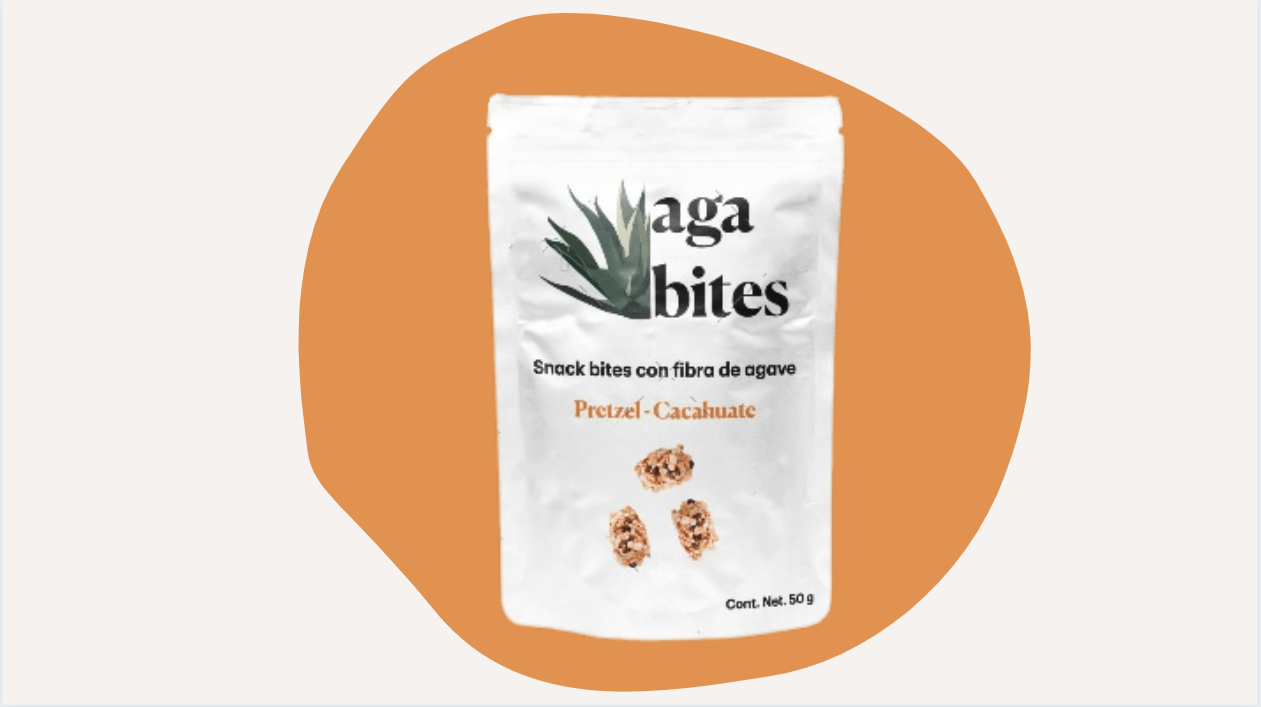 aga
bites
Snack bites con fibra de agave
Pretzel - Cacahuate
Cont. Net. 50 g